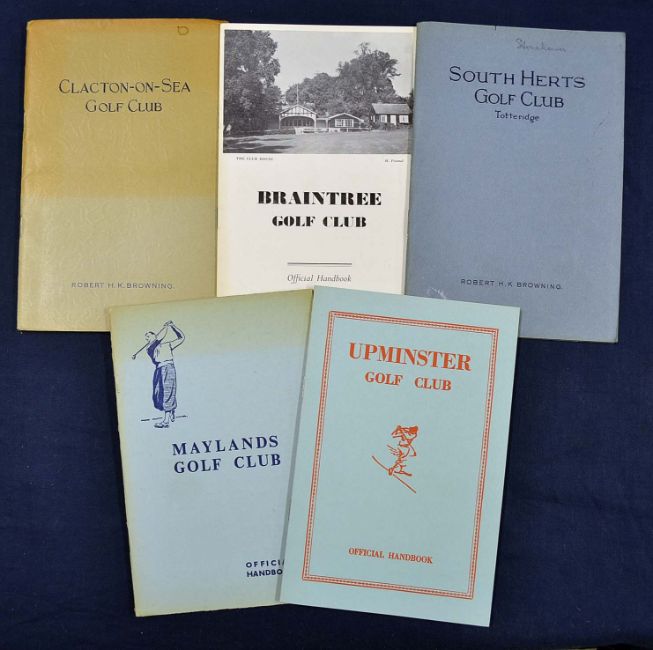 CLACTON-ON-SEA
GOLF CLUB
ROBERT H. K. BROWNING.
THE CLUB HOUSE
BRAINTREE
GOLF CLUB
Official Handbook
SOUTH HERTS
GOLF CLUB
Totteridge
ROBERT H. K. BROWNING.
MAYLANDS
GOLF CLUB
OFFICIA
HANDBO
UPMINSTER
GOLF CLUB
OFFICIAL HANDBOOK